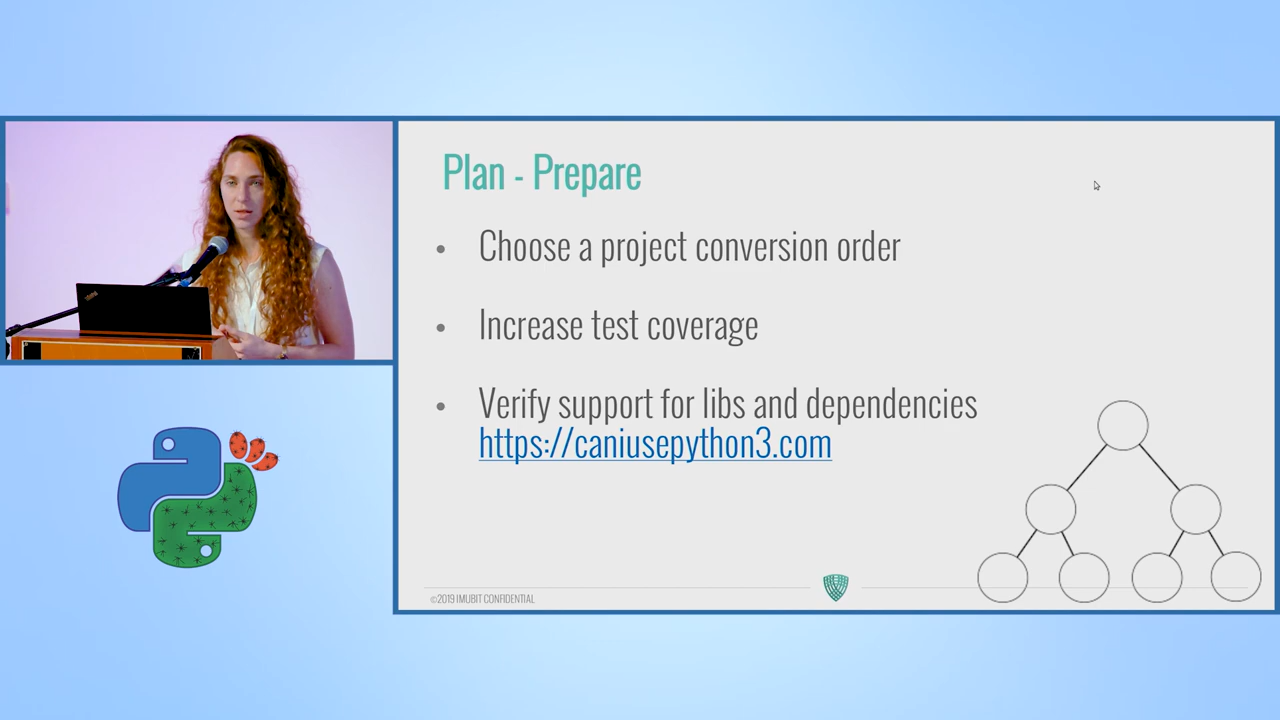 Plan - Prepare
• Choose a project conversion order
• Increase test coverage
• Verify support for libs and dependencies
https://caniusepython3.com
©2019 IMUBIT CONFIDENTIAL